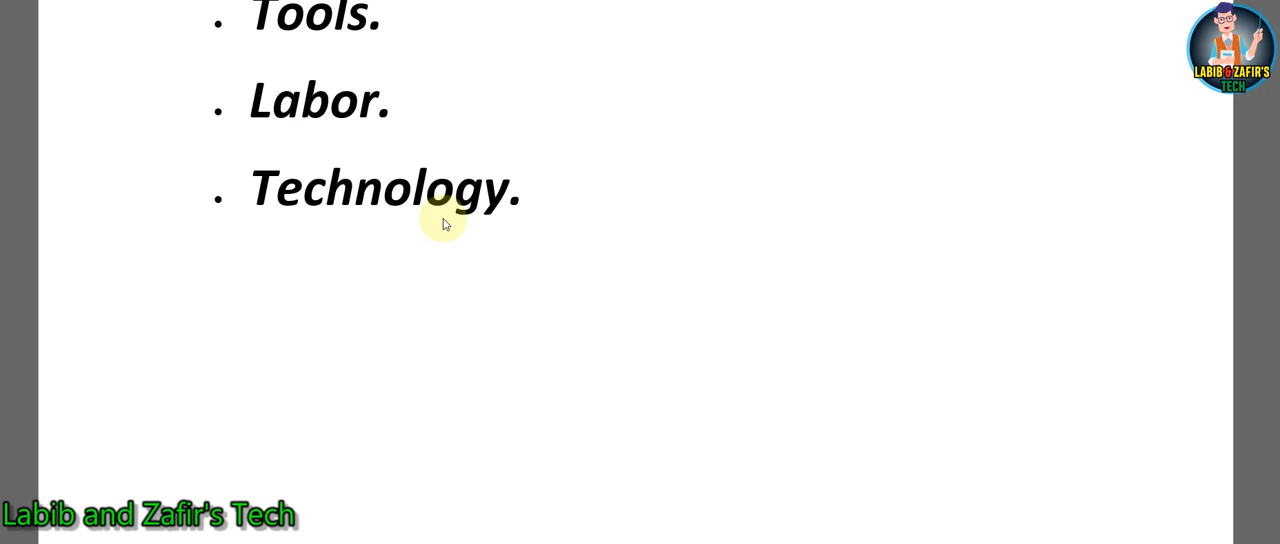 Tools.
Labor.
Technology.
LABIB & ZAFIR'S
TECH
Labib and Zafir's Tech